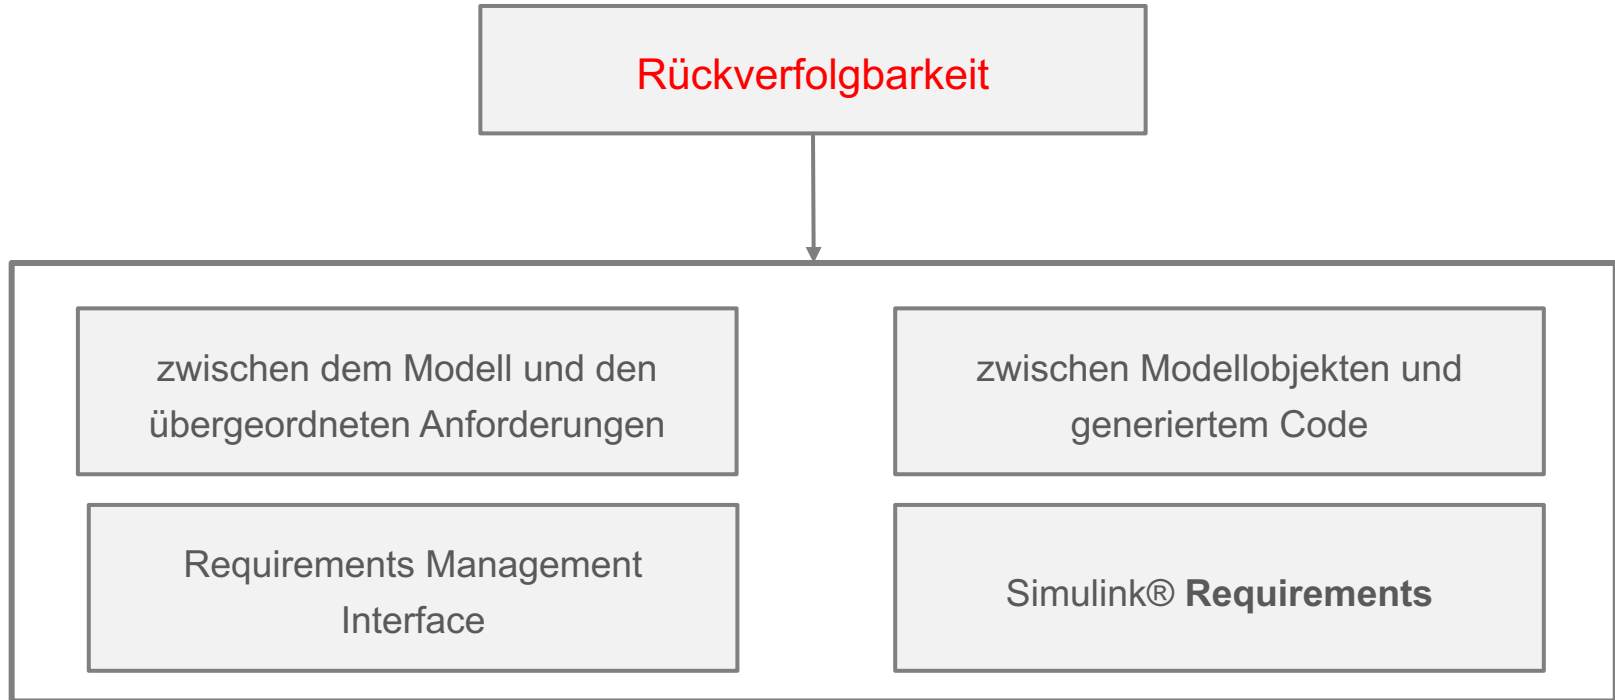 Rückverfolgbarkeit
zwischen dem Modell und den
übergeordneten Anforderungen
zwischen Modellobjekten und
generiertem Code
Requirements Management
Interface
Simulink® Requirements